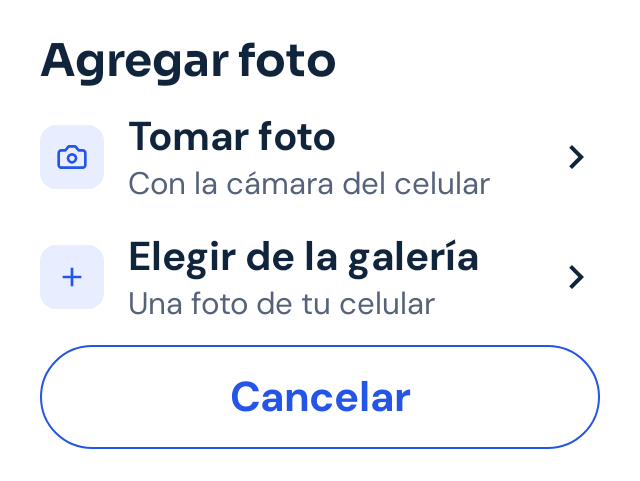 Agregar foto
Tomar foto
Con la cámara del celular
Elegir de la galería
Una foto de tu celular
Cancelar